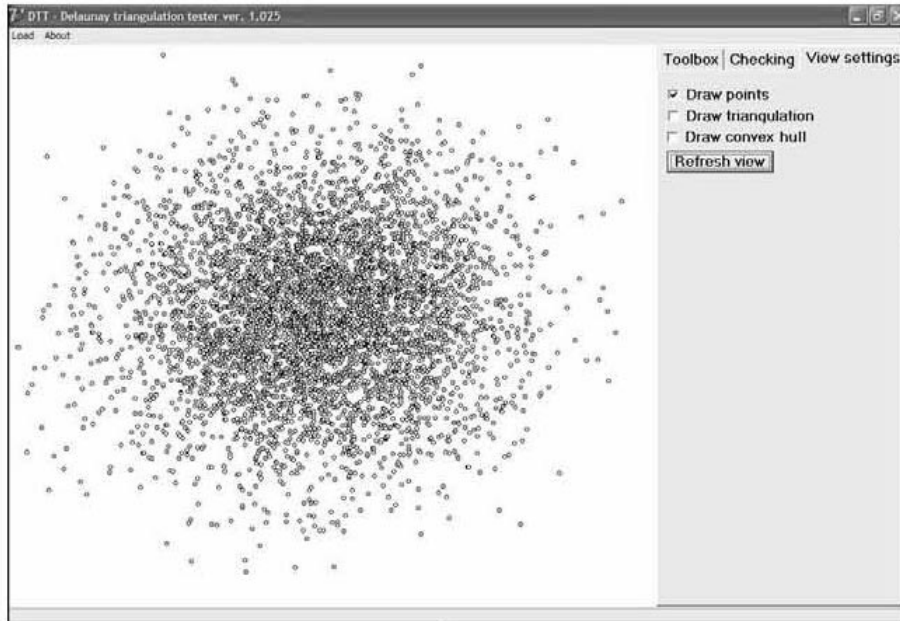 DTT - Delaunay triangulation tester ver. 1.025
Load About
Toolbox Checking View settings
Draw points
Draw triangulation
Draw convex hull
Refresh view